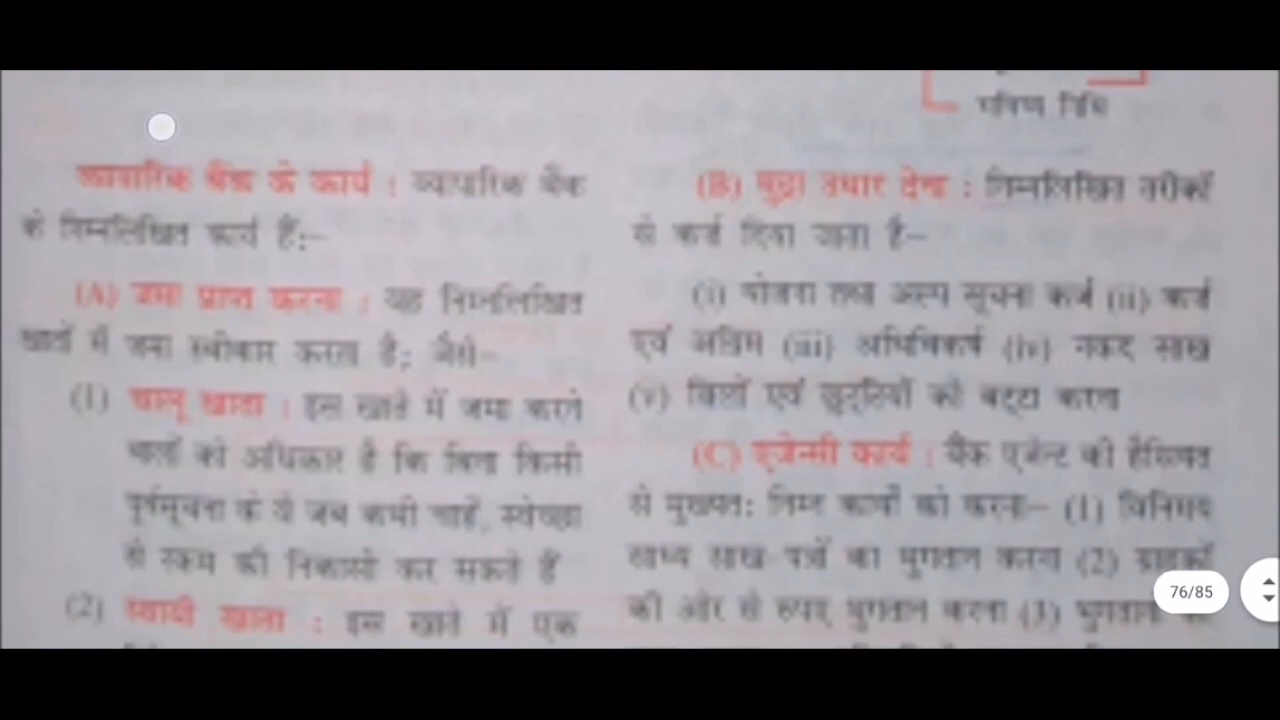 भविष्य निधि
व्यापारिक बैंक के कार्य : व्यापारिक बैंक
के निम्नलिखित कार्य हैं:–
(A) जमा प्राप्त करना : यह निम्नलिखित
खातों में जमा स्वीकार करता है; जैसे–
(1) चालू खाता : इस खाते में जमा करने
वालों को अधिकार है कि बिना किसी
पूर्वसूचना के वे जब कभी चाहें, स्वेच्छा
से रकम की निकासी कर सकते हैं
(2) स्थायी खाता : इस खाते में एक
(B) मुद्रा उधार देना : निम्नलिखित तरीकों
से कर्ज दिया जाता है–
(i) तथा अल्प सूचना कर्ज (ii) कर्ज
एवं अग्रिम (iii) अधिविकर्ष (iv) नकद साख
(v) बिलों एवं को बट्टा करना
(C) एजेन्सी कार्य : बैंक एजेन्ट की हैसियत
से मुख्यत: निम्न कार्यों को करना– (1) विनिमय
साध्य साख पत्रों का भुगतान करना (2) ग्राहकों
की ओर से रुपए भुगतान करना (3) भुगतान
76/85